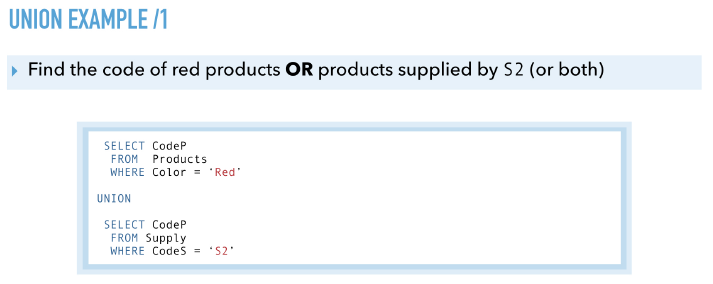 UNION EXAMPLE /1
▸ Find the code of red products OR products supplied by S2 (or both)
SELECT CodeP
FROM Products
WHERE Color = 'Red'
UNION
SELECT CodeP
FROM Supply
WHERE CodeS = 'S2'